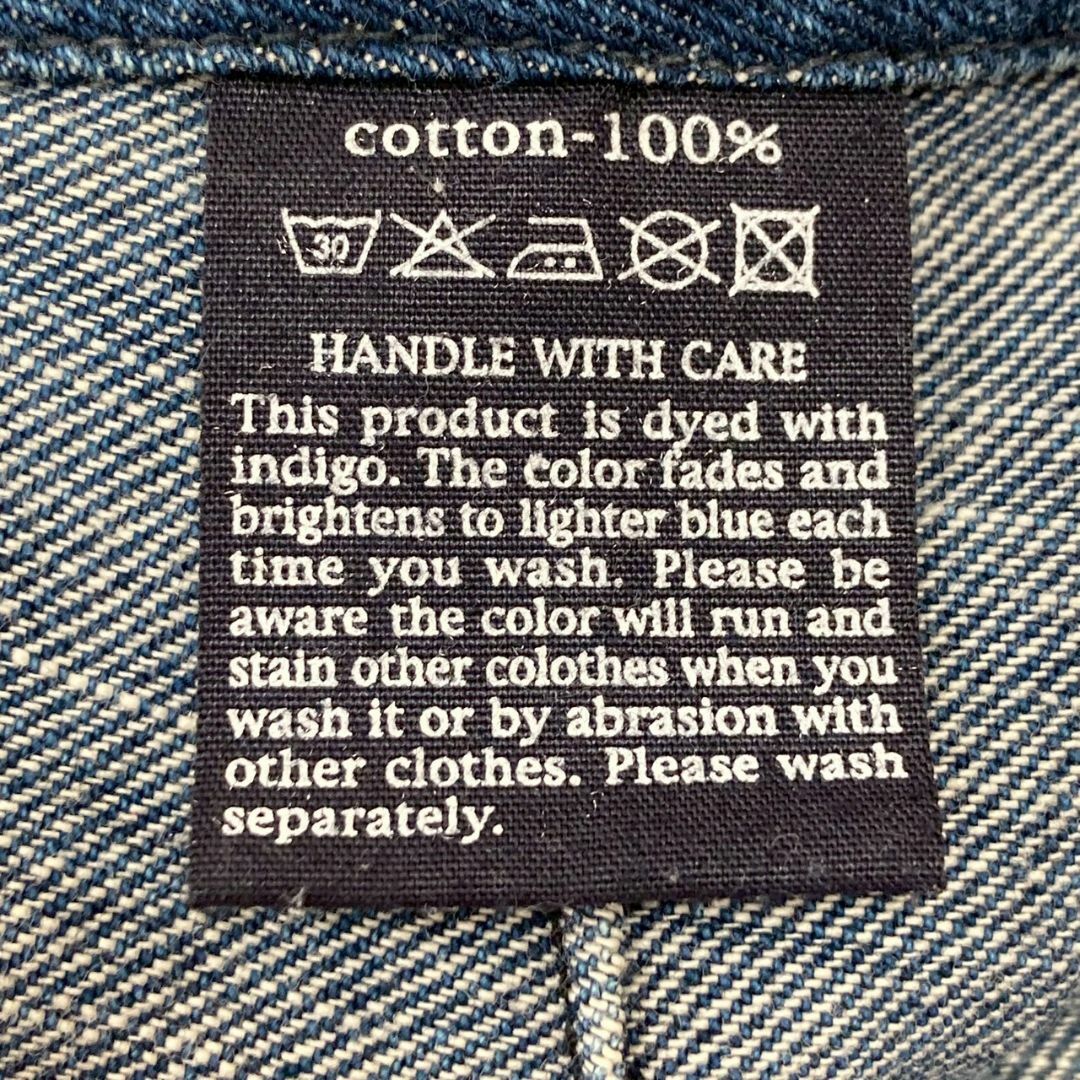 cotton-100%
30
HANDLE WITH CARE
This product is dyed with
indigo. The color fades and
brightens to lighter blue each
time you wash. Please be
aware the color will run and
stain other colothes when you
wash it or by abrasion with
other clothes. Please wash
separately.